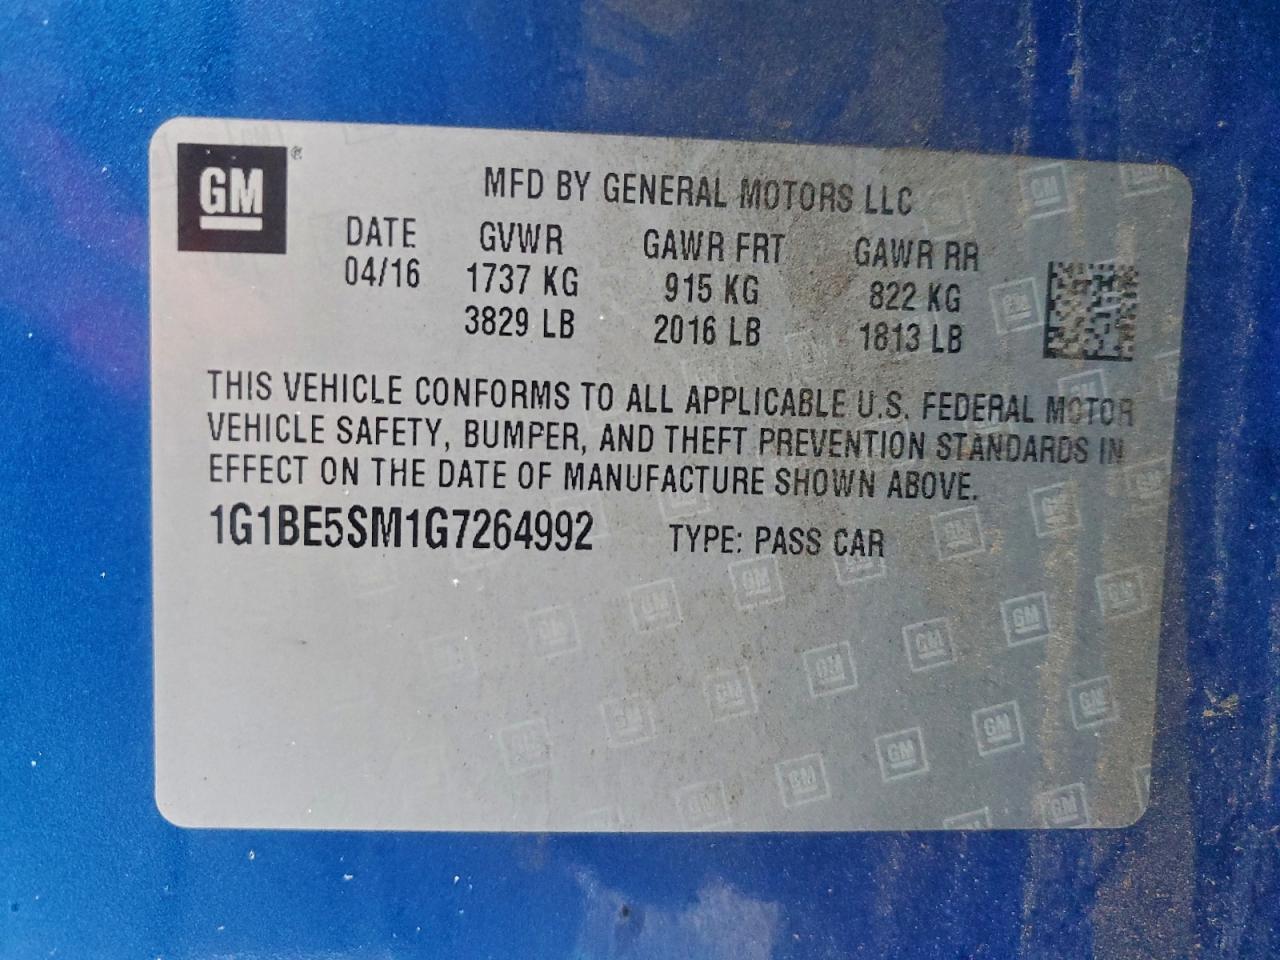 GM ®
MFD BY GENERAL MOTORS LLC
DATE GVWR GAWR FRT GAWR RR
04/16 1737 KG 915 KG 822 KG
3829 LB 2016 LB 1813 LB
THIS VEHICLE CONFORMS TO ALL APPLICABLE U.S. FEDERAL MOTOR
VEHICLE SAFETY, BUMPER, AND THEFT PREVENTION STANDARDS IN
EFFECT ON THE DATE OF MANUFACTURE SHOWN ABOVE.
1G1BE5SM1G7264992 TYPE: PASS CAR